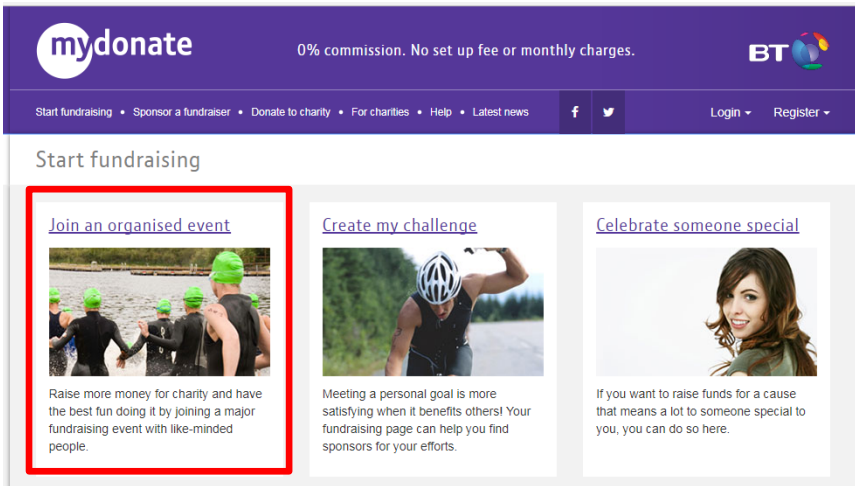 mydonate
0% commission. No set up fee or monthly charges.
BT
Start fundraising • Sponsor a fundraiser • Donate to charity • For charities • Help • Latest news
f
Login
Register
Start fundraising
Join an organised event
Raise more money for charity and have
the best fun doing it by joining a major
fundraising event with like-minded
people.
Create my challenge
Meeting a personal goal is more
satisfying when it benefits others! Your
fundraising page can help you find
sponsors for your efforts.
Celebrate someone special
If you want to raise funds for a cause
that means a lot to someone special to
you, you can do so here.